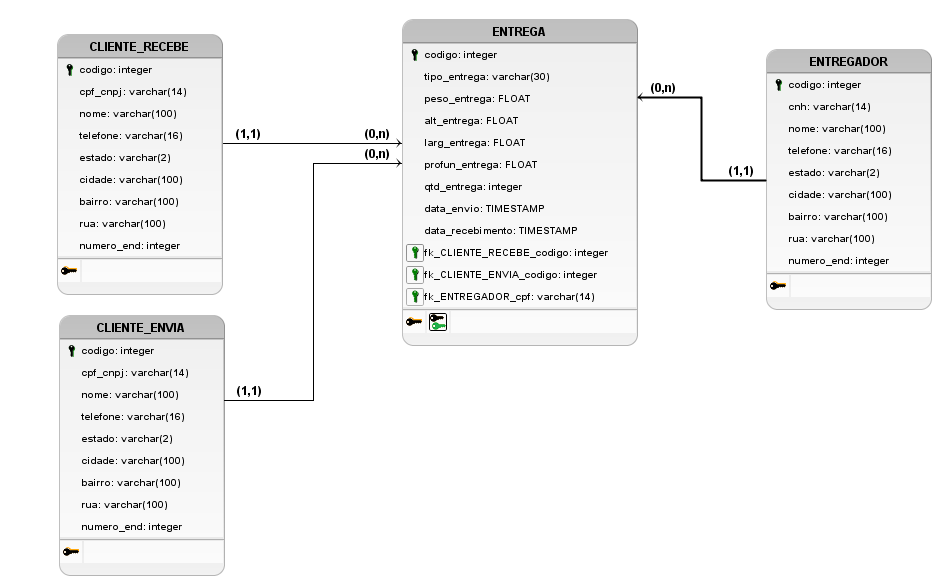 CLIENTE_RECEBE
codigo: integer
cpf_cnpj: varchar(14)
nome: varchar(100)
telefone: varchar(16)
estado: varchar(2)
cidade: varchar(100)
bairro: varchar(100)
rua: varchar(100)
numero_end: integer
(1,1)
(0,n)
(0,n)
ENTREGA
codigo: integer
tipo_entrega: varchar(30)
peso_entrega: FLOAT
alt_entrega: FLOAT
larg_entrega: FLOAT
profun_entrega: FLOAT
qtd_entrega: integer
data_envio: TIMESTAMP
data_recebimento: TIMESTAMP
fk_CLIENTE_RECEBE_codigo: integer
fk_CLIENTE_ENVIA_codigo: integer
fk_ENTREGADOR_cpf: varchar(14)
(0,n)
(1,1)
ENTREGADOR
codigo: integer
cnh: varchar(14)
nome: varchar(100)
telefone: varchar(16)
estado: varchar(2)
cidade: varchar(100)
bairro: varchar(100)
rua: varchar(100)
numero_end: integer
CLIENTE_ENVIA
codigo: integer
cpf_cnpj: varchar(14)
nome: varchar(100)
telefone: varchar(16)
estado: varchar(2)
cidade: varchar(100)
bairro: varchar(100)
rua: varchar(100)
numero_end: integer
(1,1)